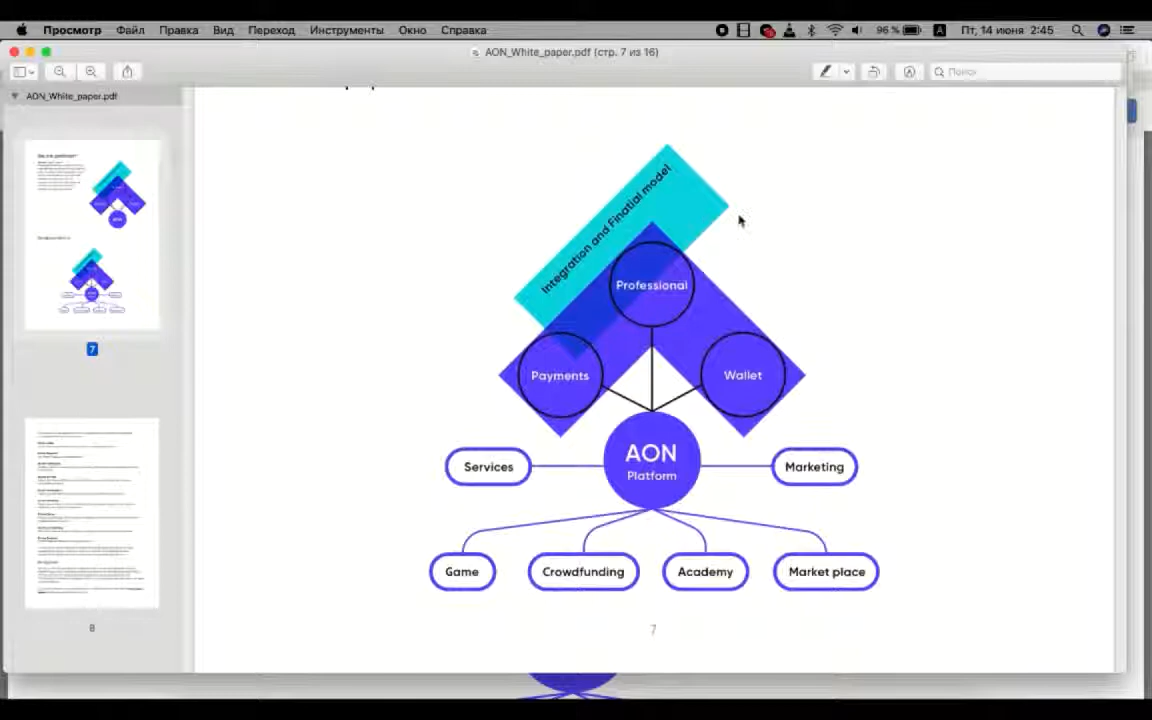 Просмотр Файл Правка Вид Переход Инструменты Окно Справка 96 % A Пт, 14 июня 2:45
AON_White_paper.pdf (стр. 7 из 16)
Поиск
AON_White_paper.pdf
7
8
Integration and Finatial model
Professional
Payments
Wallet
AON
Platform
Services
Marketing
Game
Crowdfunding
Academy
Market place
7